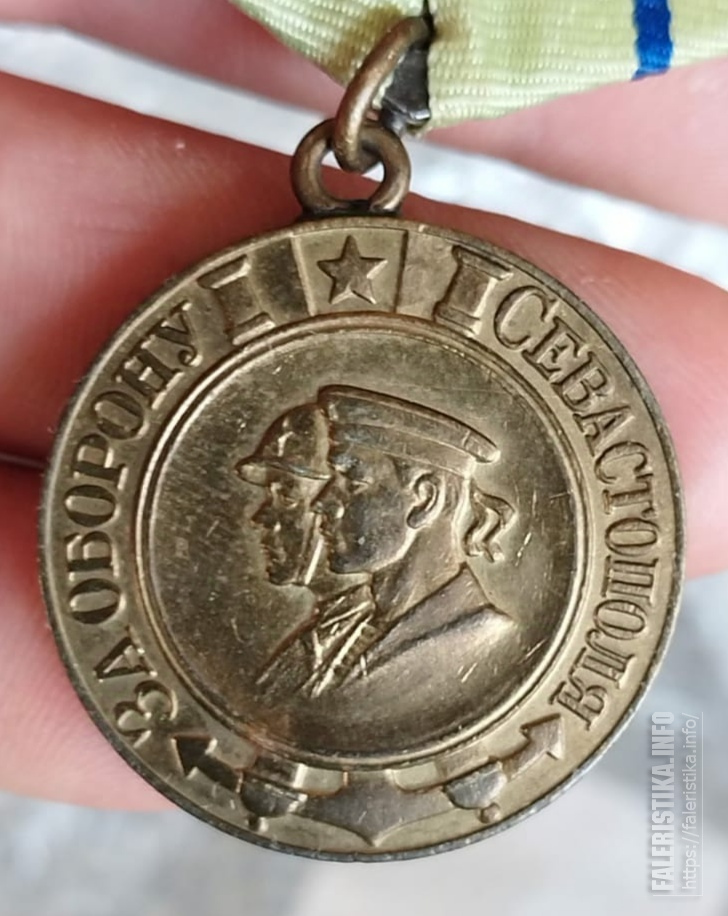 ЗА ОБОРОНУ
СЕВАСТОПОЛЯ
FALERISTIKA.INFO
https://faleristika.info/